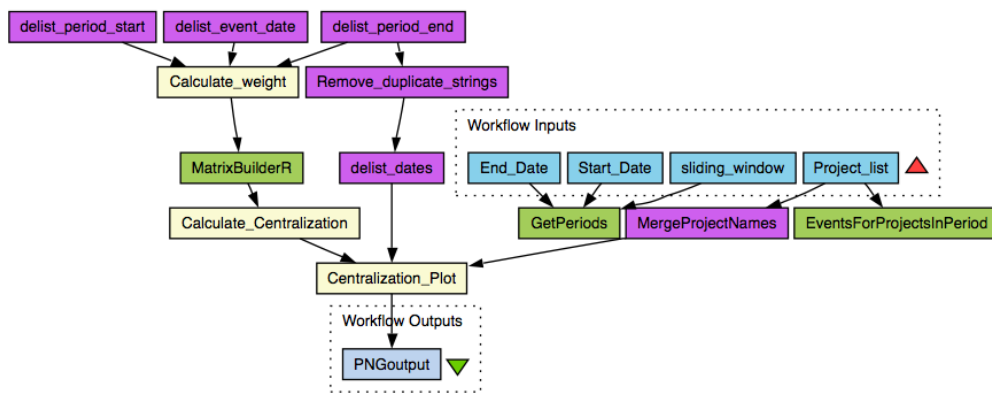 delist_period_start
delist_event_date
delist_period_end
Calculate_weight
Remove_duplicate_strings
Workflow Inputs
MatrixBuilderR
delist_dates
End_Date
Start_Date
sliding_window
Project_list
Calculate_Centralization
GetPeriods
MergeProjectNames
EventsForProjectsInPeriod
Centralization_Plot
Workflow Outputs
PNGoutput